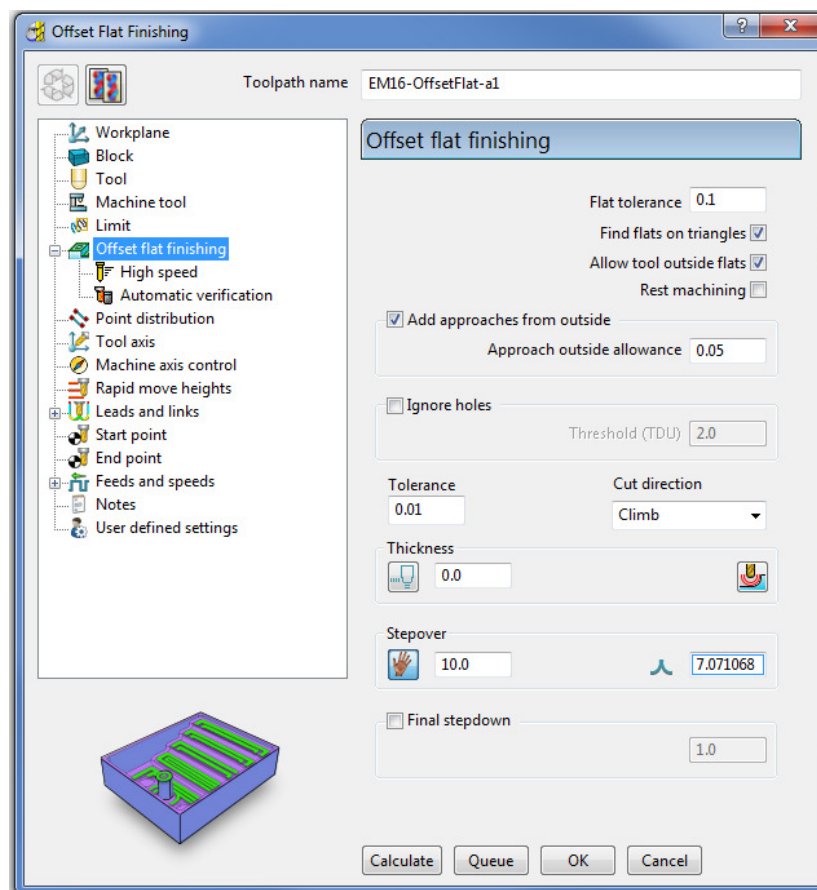 Offset Flat Finishing
?
X
Toolpath name
EM16-OffsetFlat-a1
Workplane
Block
Tool
Machine tool
Limit
Offset flat finishing
High speed
Automatic verification
Point distribution
Tool axis
Machine axis control
Rapid move heights
Leads and links
Start point
End point
Feeds and speeds
Notes
User defined settings
Offset flat finishing
Flat tolerance 0.1
Find flats on triangles
Allow tool outside flats
Rest machining
Add approaches from outside
Approach outside allowance 0.05
Ignore holes
Threshold (TDU) 2.0
Tolerance Cut direction
0.01 Climb
Thickness
0.0
Stepover
10.0 7.071068
Final stepdown
1.0
Calculate Queue OK Cancel